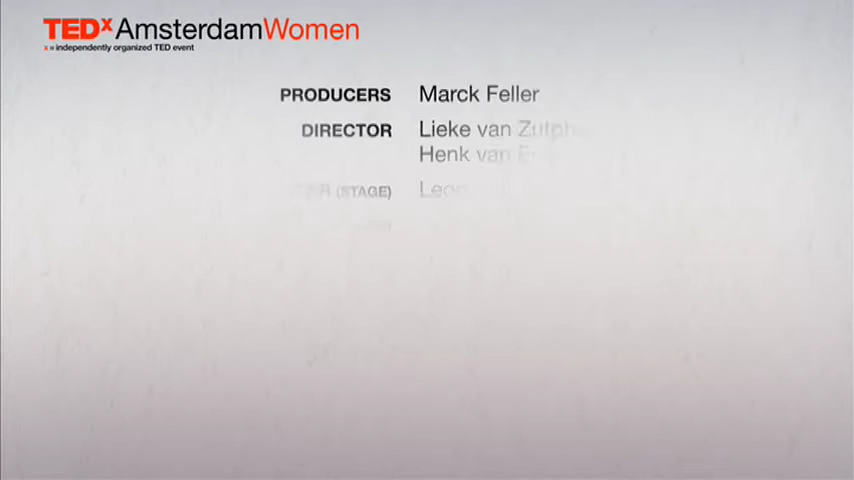 TEDxAmsterdamWomen
x = independently organized TED event
PRODUCERS Marck Feller
DIRECTOR Lieke van
Henk van
(STAGE)